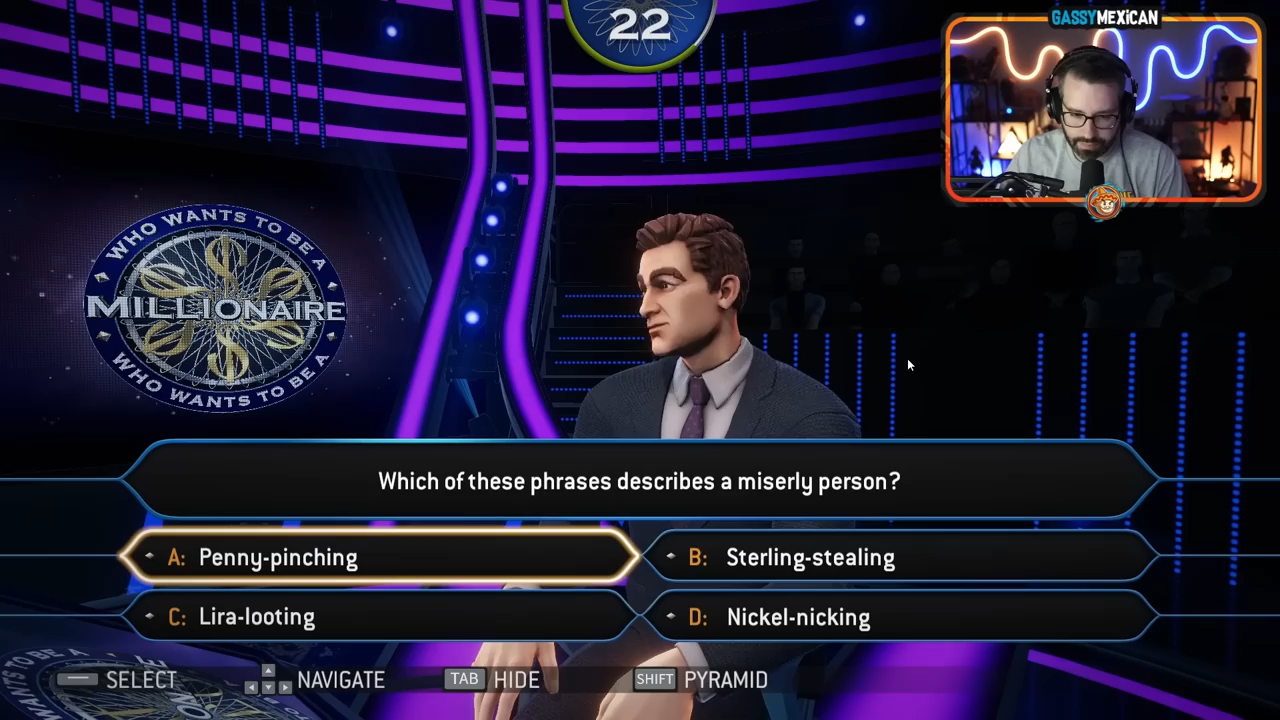 22
GASSYMEXICAN
WHO WANTS TO BE A
MILLIONAIRE
WHO WANTS TO BE A
Which of these phrases describes a miserly person?
A: Penny-pinching
B: Sterling-stealing
C: Lira-looting
D: Nickel-nicking
SELECT
NAVIGATE
TAB HIDE
SHIFT PYRAMID